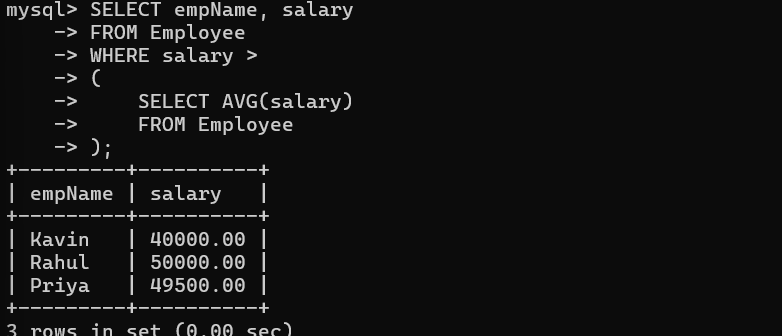 mysql> SELECT empName, salary
    -> FROM Employee
    -> WHERE salary >
    -> (
    ->     SELECT AVG(salary)
    ->     FROM Employee
    -> );
+---------+----------+
| empName | salary   |
+---------+----------+
| Kavin   | 40000.00 |
| Rahul   | 50000.00 |
| Priya   | 49500.00 |
+---------+----------+
3 rows in set (0.00 sec)